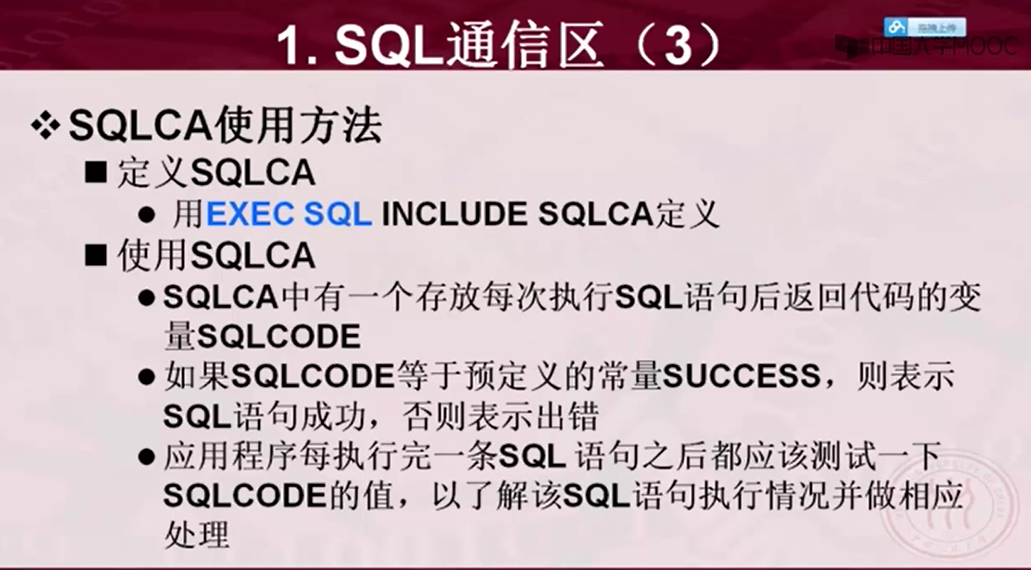 1. SQL通信区（3）
拖拽上传
中国大学MOOC
❖SQLCA使用方法
■ 定义SQLCA
● 用EXEC SQL INCLUDE SQLCA定义
■ 使用SQLCA
●SQLCA中有一个存放每次执行SQL语句后返回代码的变
量SQLCODE
●如果SQLCODE等于预定义的常量SUCCESS，则表示
SQL语句成功，否则表示出错
●应用程序每执行完一条SQL 语句之后都应该测试一下
SQLCODE的值，以了解该SQL语句执行情况并做相应
处理